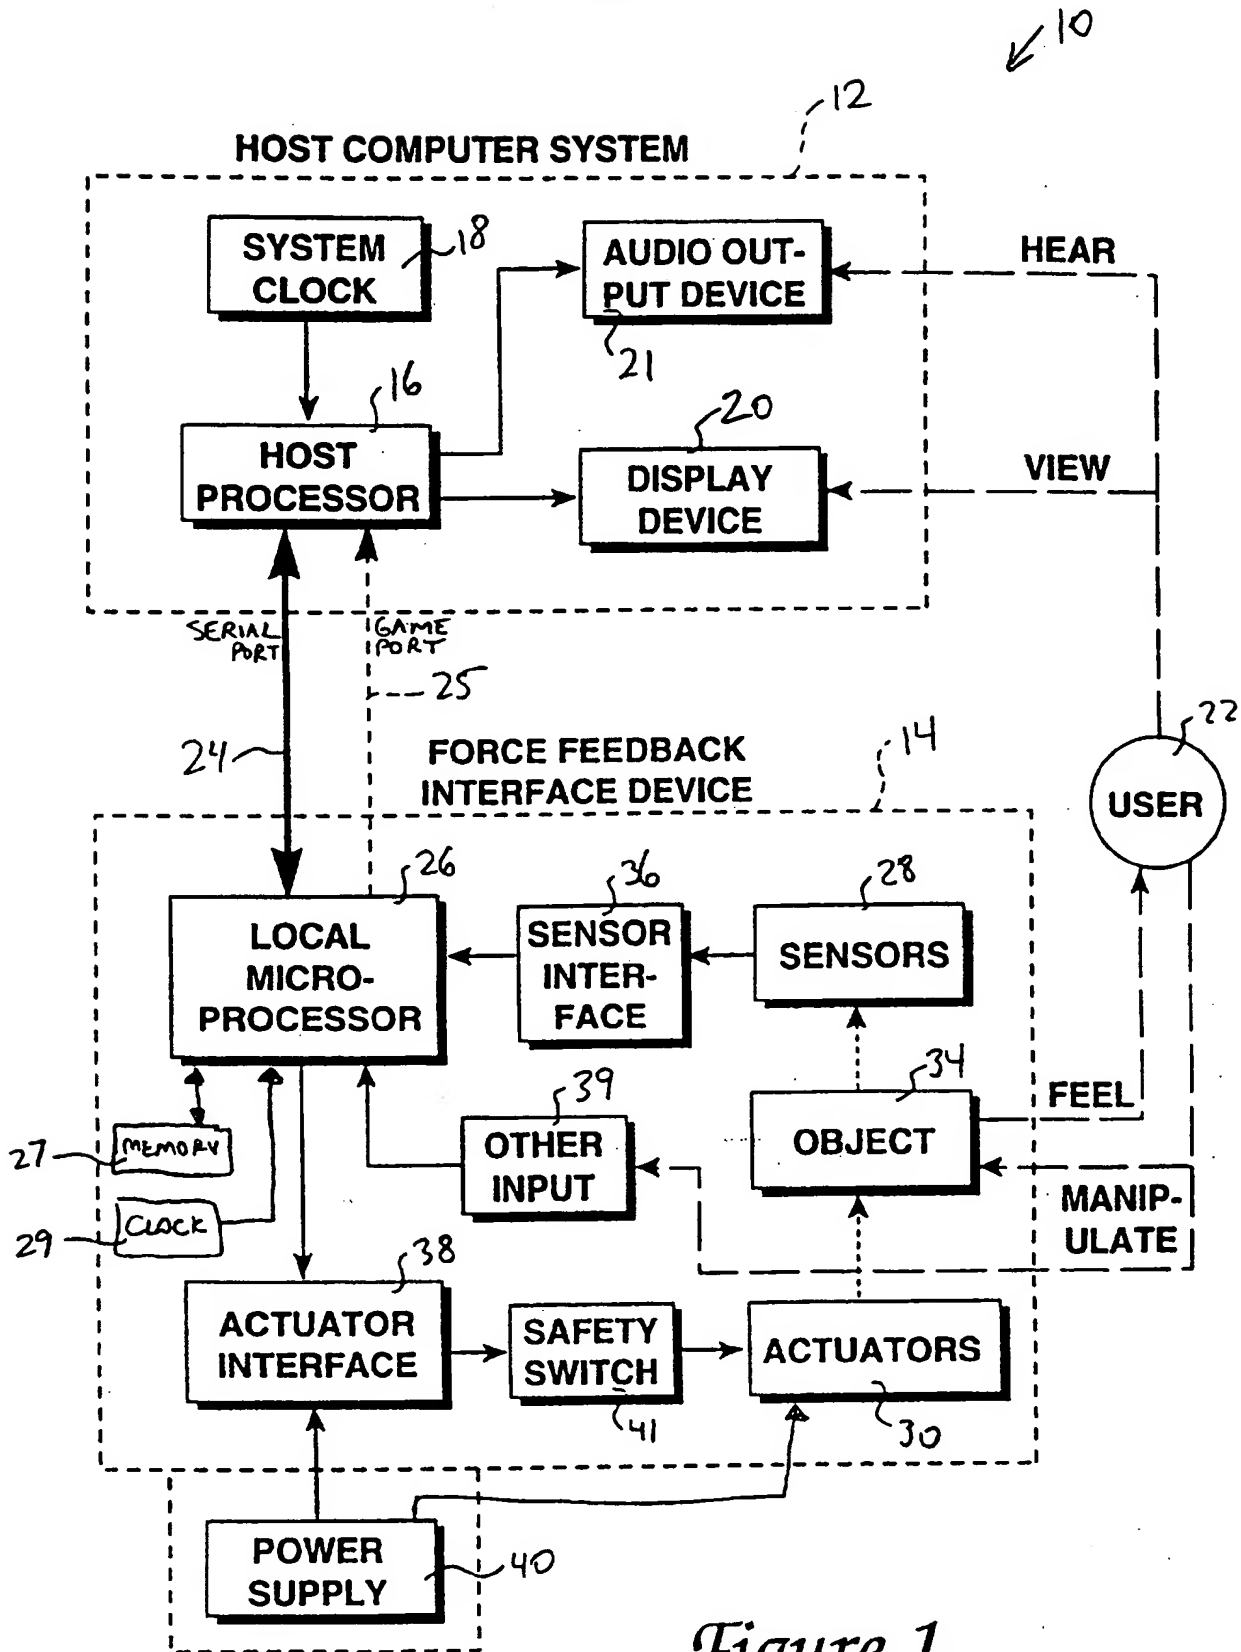 10
12
HOST COMPUTER SYSTEM
SYSTEM
CLOCK
18
AUDIO OUT-
PUT DEVICE
21
HEAR
16
HOST
PROCESSOR
20
DISPLAY
DEVICE
VIEW
SERIAL
PORT
GAME
PORT
25
24
FORCE FEEDBACK
INTERFACE DEVICE
14
22
USER
26
LOCAL
MICRO-
PROCESSOR
36
SENSOR
INTER-
FACE
28
SENSORS
34
OBJECT
FEEL
39
OTHER
INPUT
MANIP-
ULATE
27
MEMORY
29
CLOCK
38
ACTUATOR
INTERFACE
SAFETY
SWITCH
41
ACTUATORS
30
POWER
SUPPLY
40
Figure 1